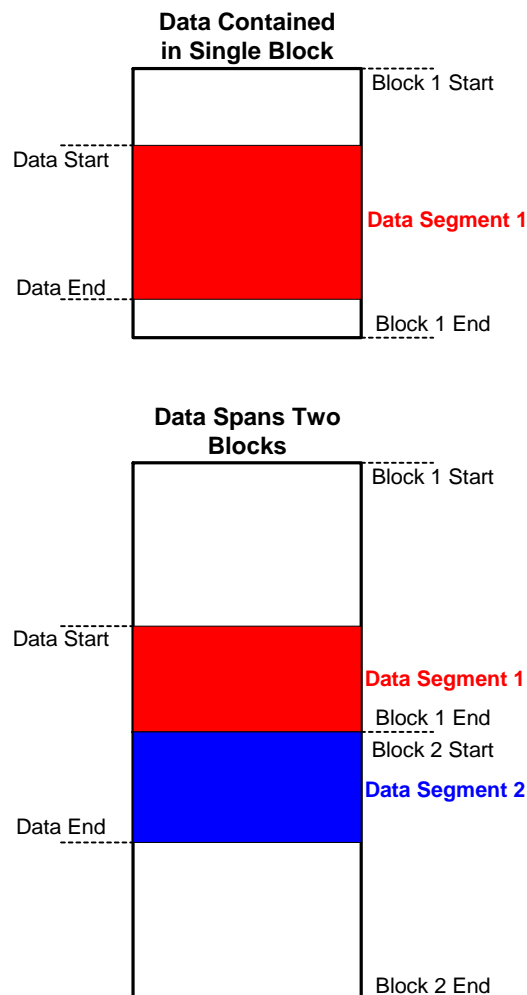 Data Contained
in Single Block
Block 1 Start
Data Start
Data Segment 1
Data End
Block 1 End
Data Spans Two
Blocks
Block 1 Start
Data Start
Data Segment 1
Block 1 End
Block 2 Start
Data Segment 2
Data End
Block 2 End